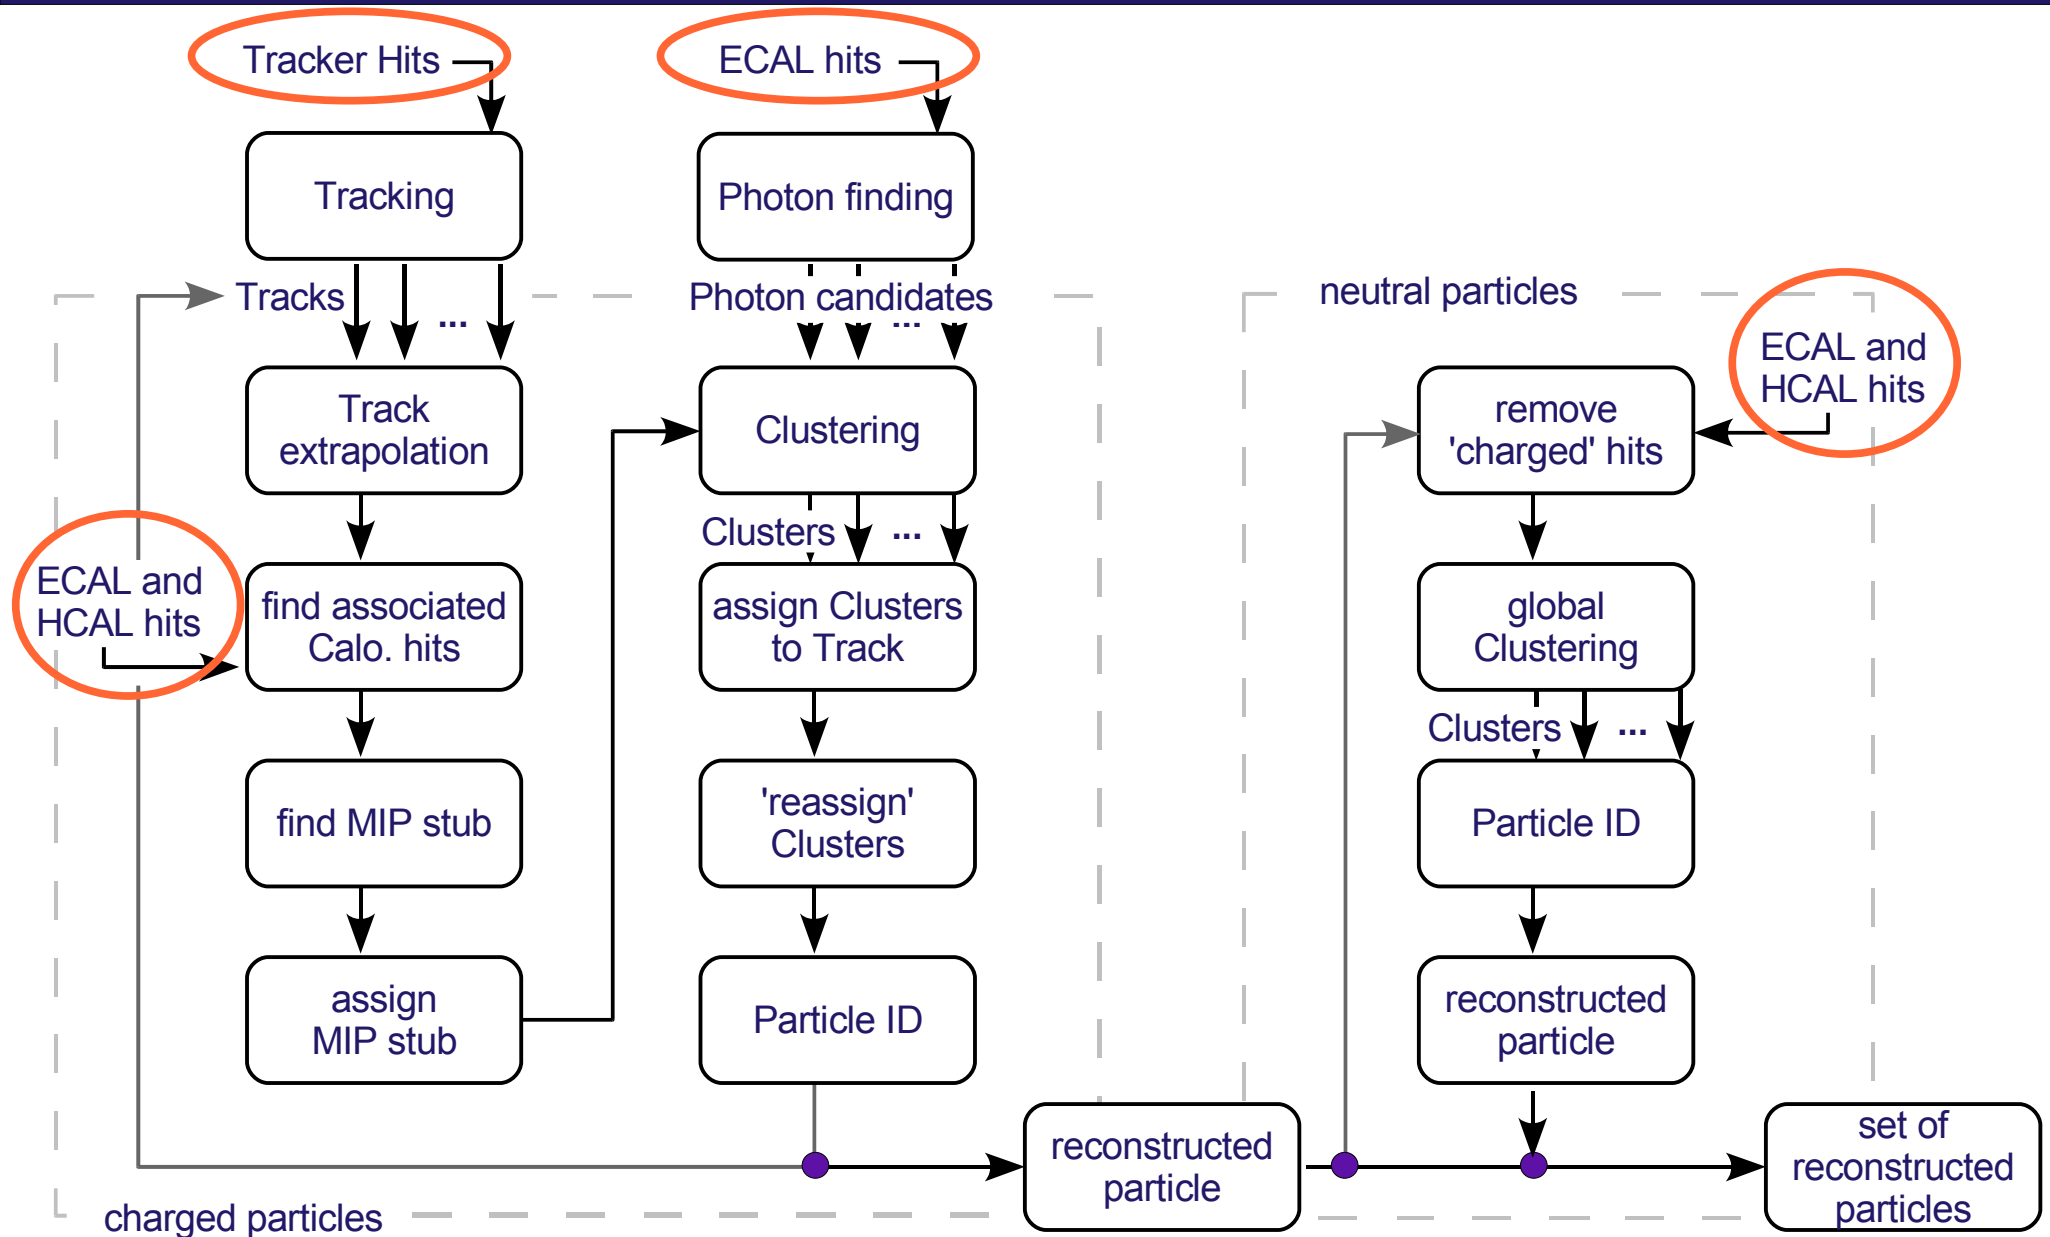 Tracker Hits
ECAL hits
Tracking
Photon finding
Tracks
...
Photon candidates
...
neutral particles
ECAL and
HCAL hits
Track
extrapolation
Clustering
remove
'charged' hits
Clusters
...
ECAL and
HCAL hits
find associated
Calo. hits
assign Clusters
to Track
global
Clustering
Clusters
...
find MIP stub
'reassign'
Clusters
Particle ID
assign
MIP stub
Particle ID
reconstructed
particle
reconstructed
particle
set of
reconstructed
particles
charged particles